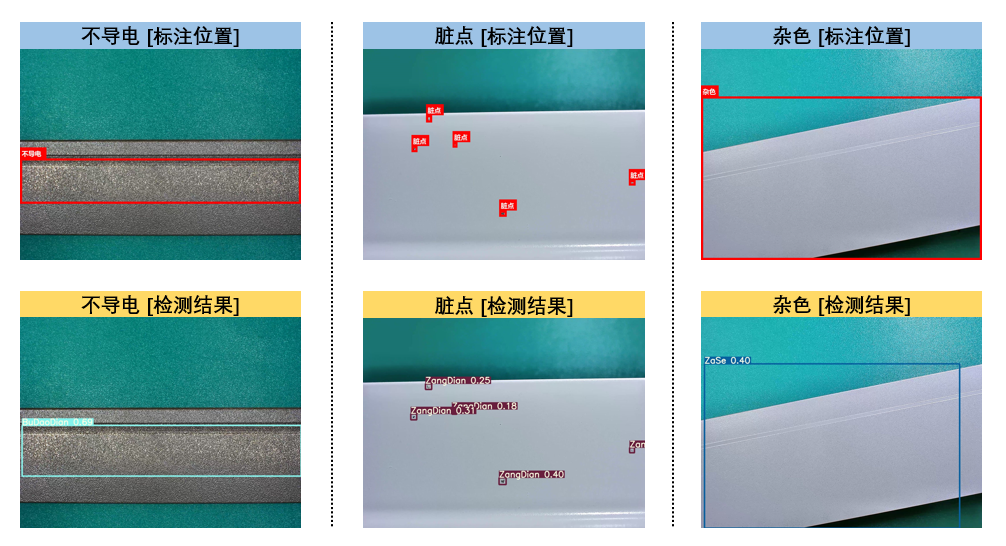 不导电 [标注位置]
脏点 [标注位置]
杂色 [标注位置]
不导电
脏点
脏点
脏点
脏点
脏点
杂色
不导电 [检测结果]
脏点 [检测结果]
杂色 [检测结果]
BuDaoDian 0.69
ZangDian 0.25
ZangDian 0.18
ZangDian 0.31
Zan
ZangDian 0.40
ZaSe 0.40